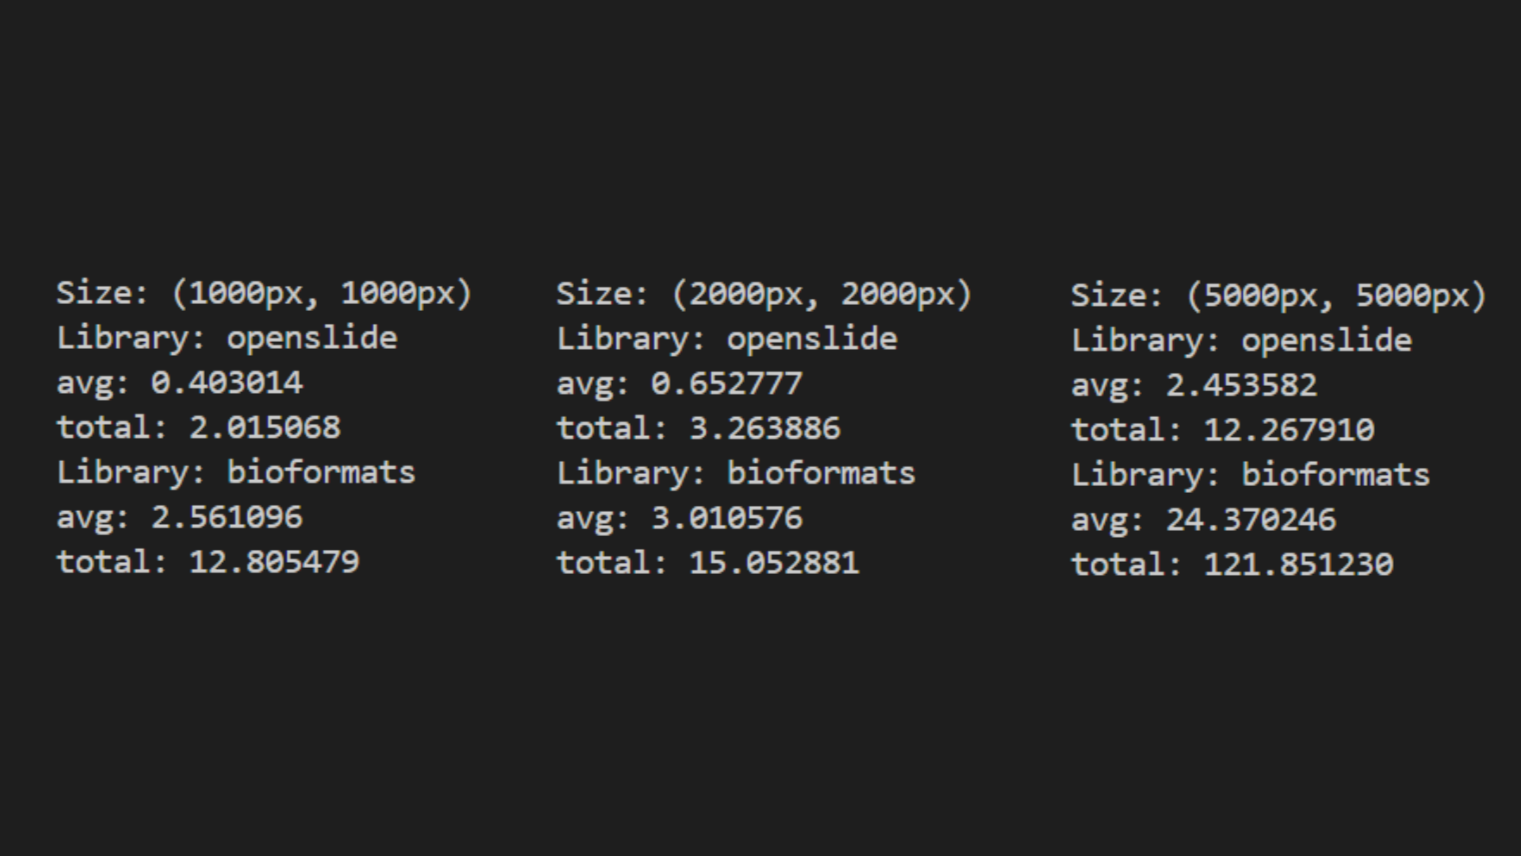 Size: (1000px, 1000px)
Library: openslide
avg: 0.403014
total: 2.015068
Library: bioformats
avg: 2.561096
total: 12.805479
Size: (2000px, 2000px)
Library: openslide
avg: 0.652777
total: 3.263886
Library: bioformats
avg: 3.010576
total: 15.052881
Size: (5000px, 5000px)
Library: openslide
avg: 2.453582
total: 12.267910
Library: bioformats
avg: 24.370246
total: 121.851230